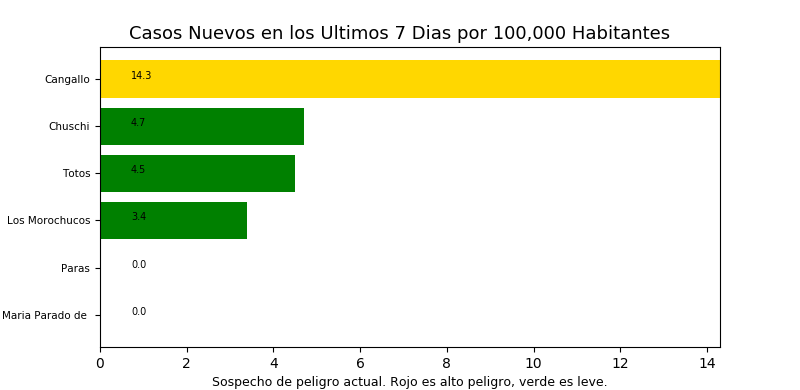 Casos Nuevos en los Ultimos 7 Dias por 100,000 Habitantes
Cangallo 14.3
Chuschi 4.7
Totos 4.5
Los Morochucos 3.4
Paras 0.0
Maria Parado de 0.0
0 2 4 6 8 10 12 14
Sospecho de peligro actual. Rojo es alto peligro, verde es leve.